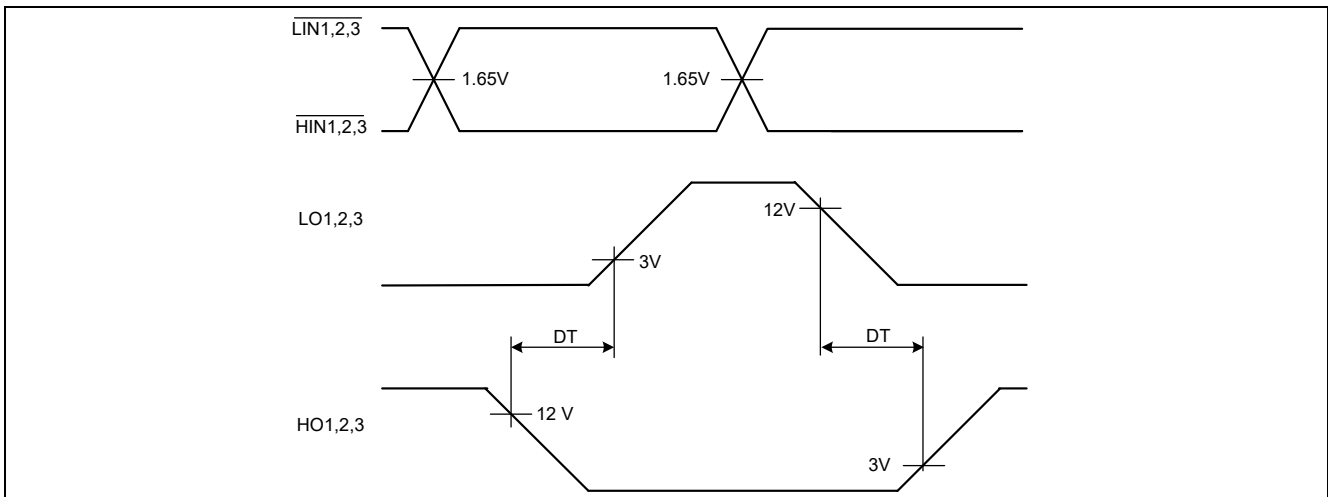 LIN1,2,3
1.65V 1.65V
HIN1,2,3
LO1,2,3
12V
3V
DT DT
12 V
HO1,2,3
3V